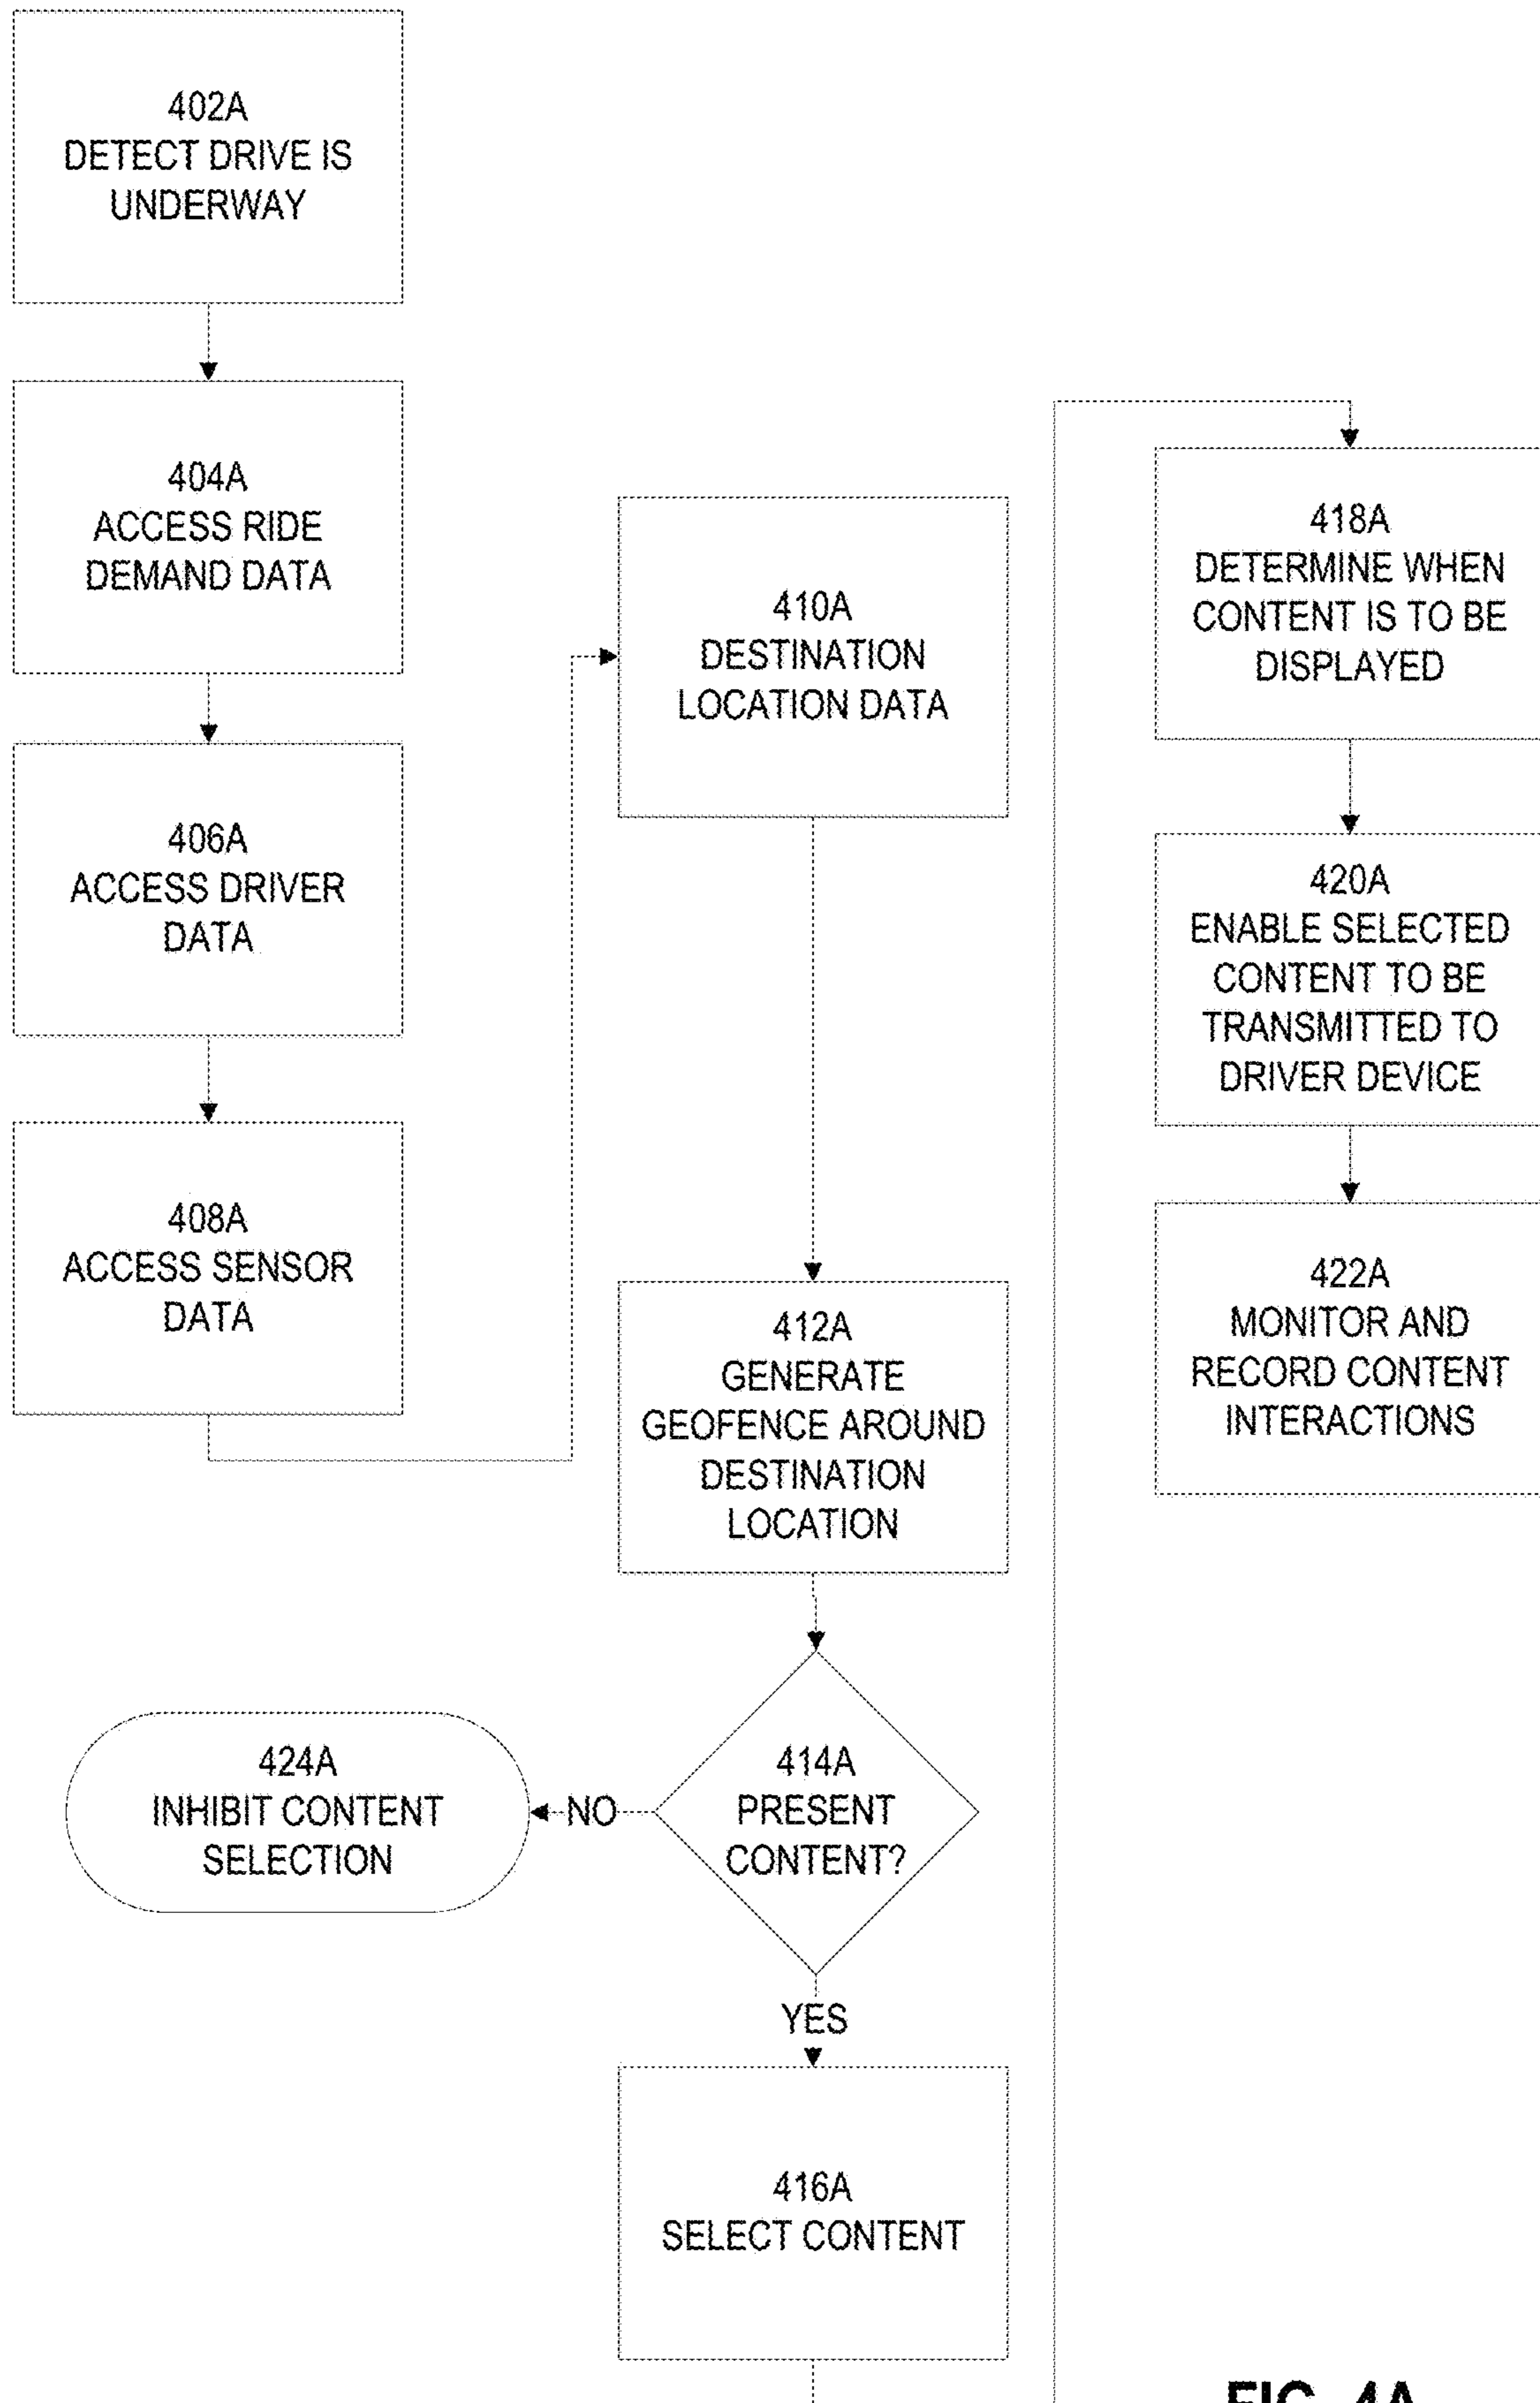 402A
DETECT DRIVE IS
UNDERWAY
404A
ACCESS RIDE
DEMAND DATA
406A
ACCESS DRIVER
DATA
408A
ACCESS SENSOR
DATA
410A
DESTINATION
LOCATION DATA
412A
GENERATE
GEOFENCE AROUND
DESTINATION
LOCATION
414A
PRESENT
CONTENT?
NO
424A
INHIBIT CONTENT
SELECTION
YES
416A
SELECT CONTENT
418A
DETERMINE WHEN
CONTENT IS TO BE
DISPLAYED
420A
ENABLE SELECTED
CONTENT TO BE
TRANSMITTED TO
DRIVER DEVICE
422A
MONITOR AND
RECORD CONTENT
INTERACTIONS
FIG. 4A